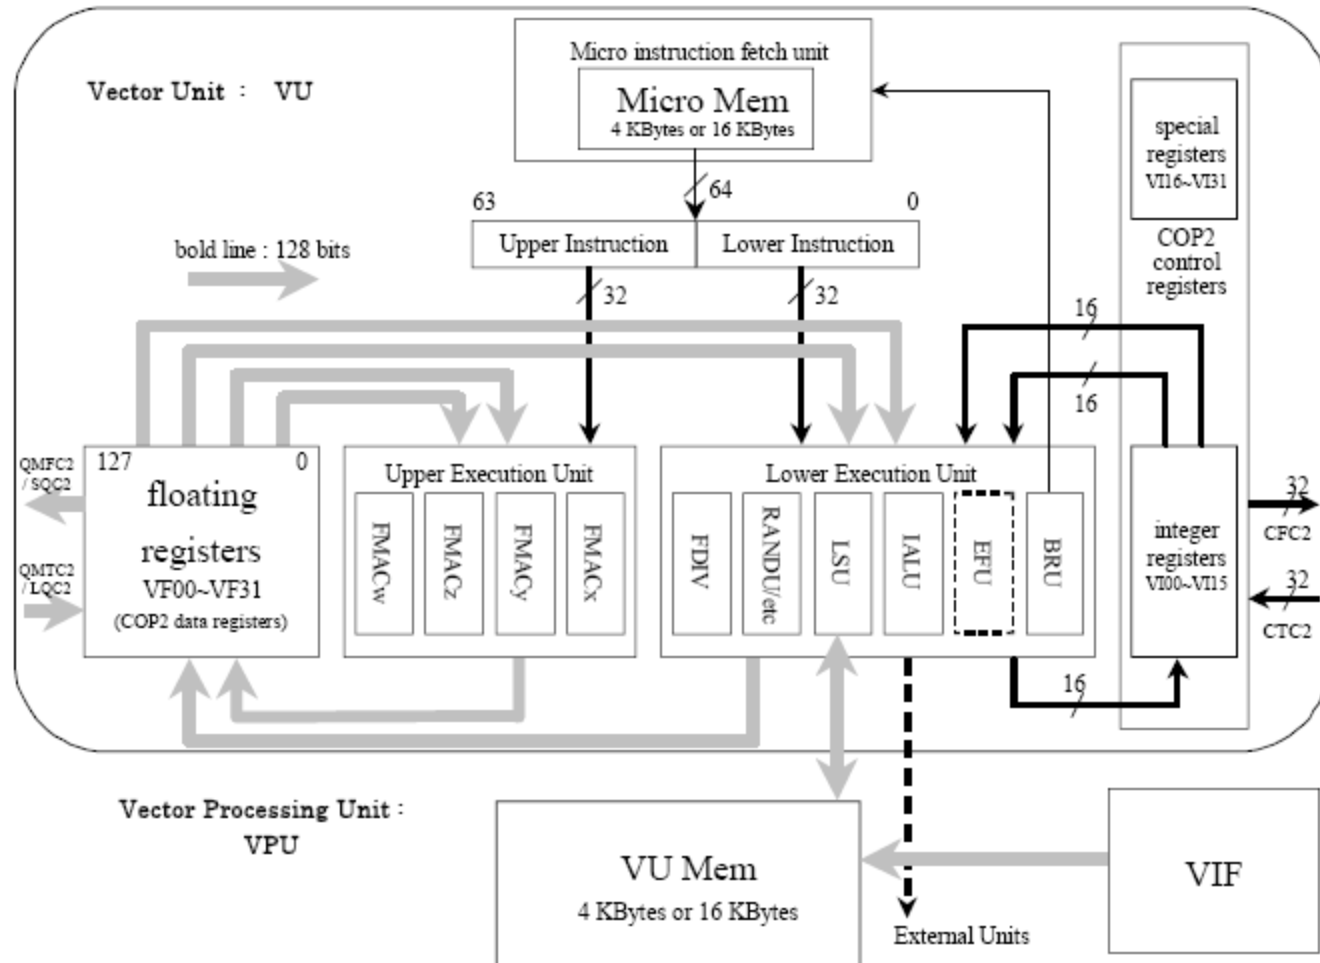 Micro instruction fetch unit
Vector Unit : VU
Micro Mem
4 KBytes or 16 KBytes
special
registers
VI16~VI31
64
63
0
Upper Instruction
Lower Instruction
COP2
control
registers
bold line : 128 bits
32
32
16
16
127
0
floating
registers
VF00~VF31
(COP2 data registers)
QMFC2
/ SQC2
QMTC2
/ LQC2
Upper Execution Unit
FMACw
FMACz
FMACy
FMACx
Lower Execution Unit
FDIV
RANDU/etc
LSU
IALU
EFU
BRU
integer
registers
VI00~VI15
32
CFC2
32
CTC2
16
Vector Processing Unit :
VPU
VU Mem
4 KBytes or 16 KBytes
VIF
External Units